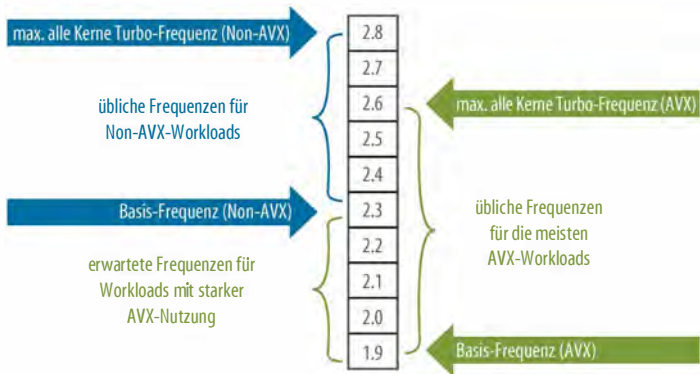 max. alle Kerne Turbo-Frequenz (Non-AVX)
2.8
2.7
übliche Frequenzen für
Non-AVX-Workloads
2.6
max. alle Kerne Turbo-Frequenz (AVX)
2.5
2.4
Basis-Frequenz (Non-AVX)
2.3
übliche Frequenzen
für die meisten
AVX-Workloads
2.2
erwartete Frequenzen für
Workloads mit starker
AVX-Nutzung
2.1
2.0
1.9
Basis-Frequenz (AVX)